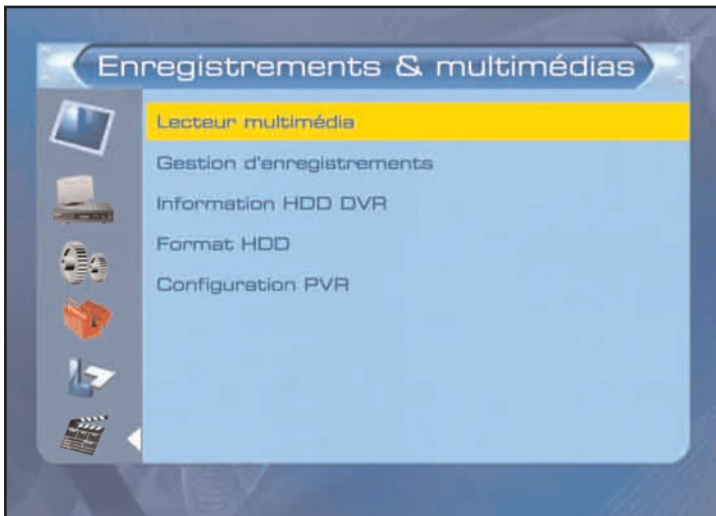 Enregistrements & multimédias
Lecteur multimédia
Gestion d'enregistrements
Information HDD DVR
Format HDD
Configuration PVR